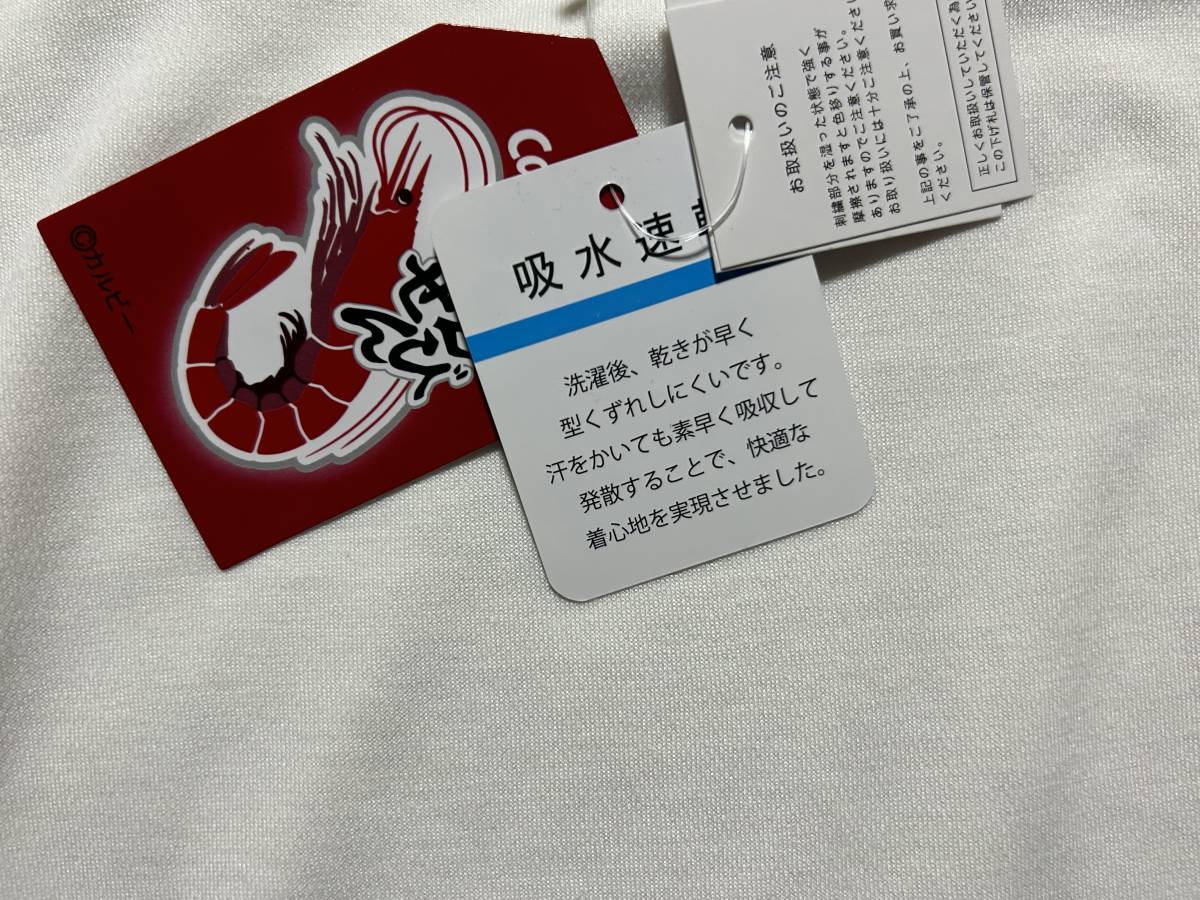 ©カルビー
Co
せん
吸水速
洗濯後、乾きが早く
型くずれしにくいです。
汗をかいても素早く吸収して
発散することで、快適な
着心地を実現させました。
お取扱いのご注意
刺繍部分を湿った状態で強く
摩擦されますと色移りする事が
ありますのでご注意ください。
お取り扱いには十分ご注意くださ
上記の事をご了承の上、お買い求
ください。
正しくお取扱いしていただく為
この下げ札は保管してください